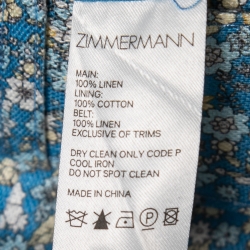 ZIMMERMANN
MAIN:
100% LINEN
LINING:
100% COTTON
BELT:
100% LINEN
EXCLUSIVE OF TRIMS
DRY CLEAN ONLY CODE P
COOL IRON
DO NOT SPOT CLEAN
MADE IN CHINA
P